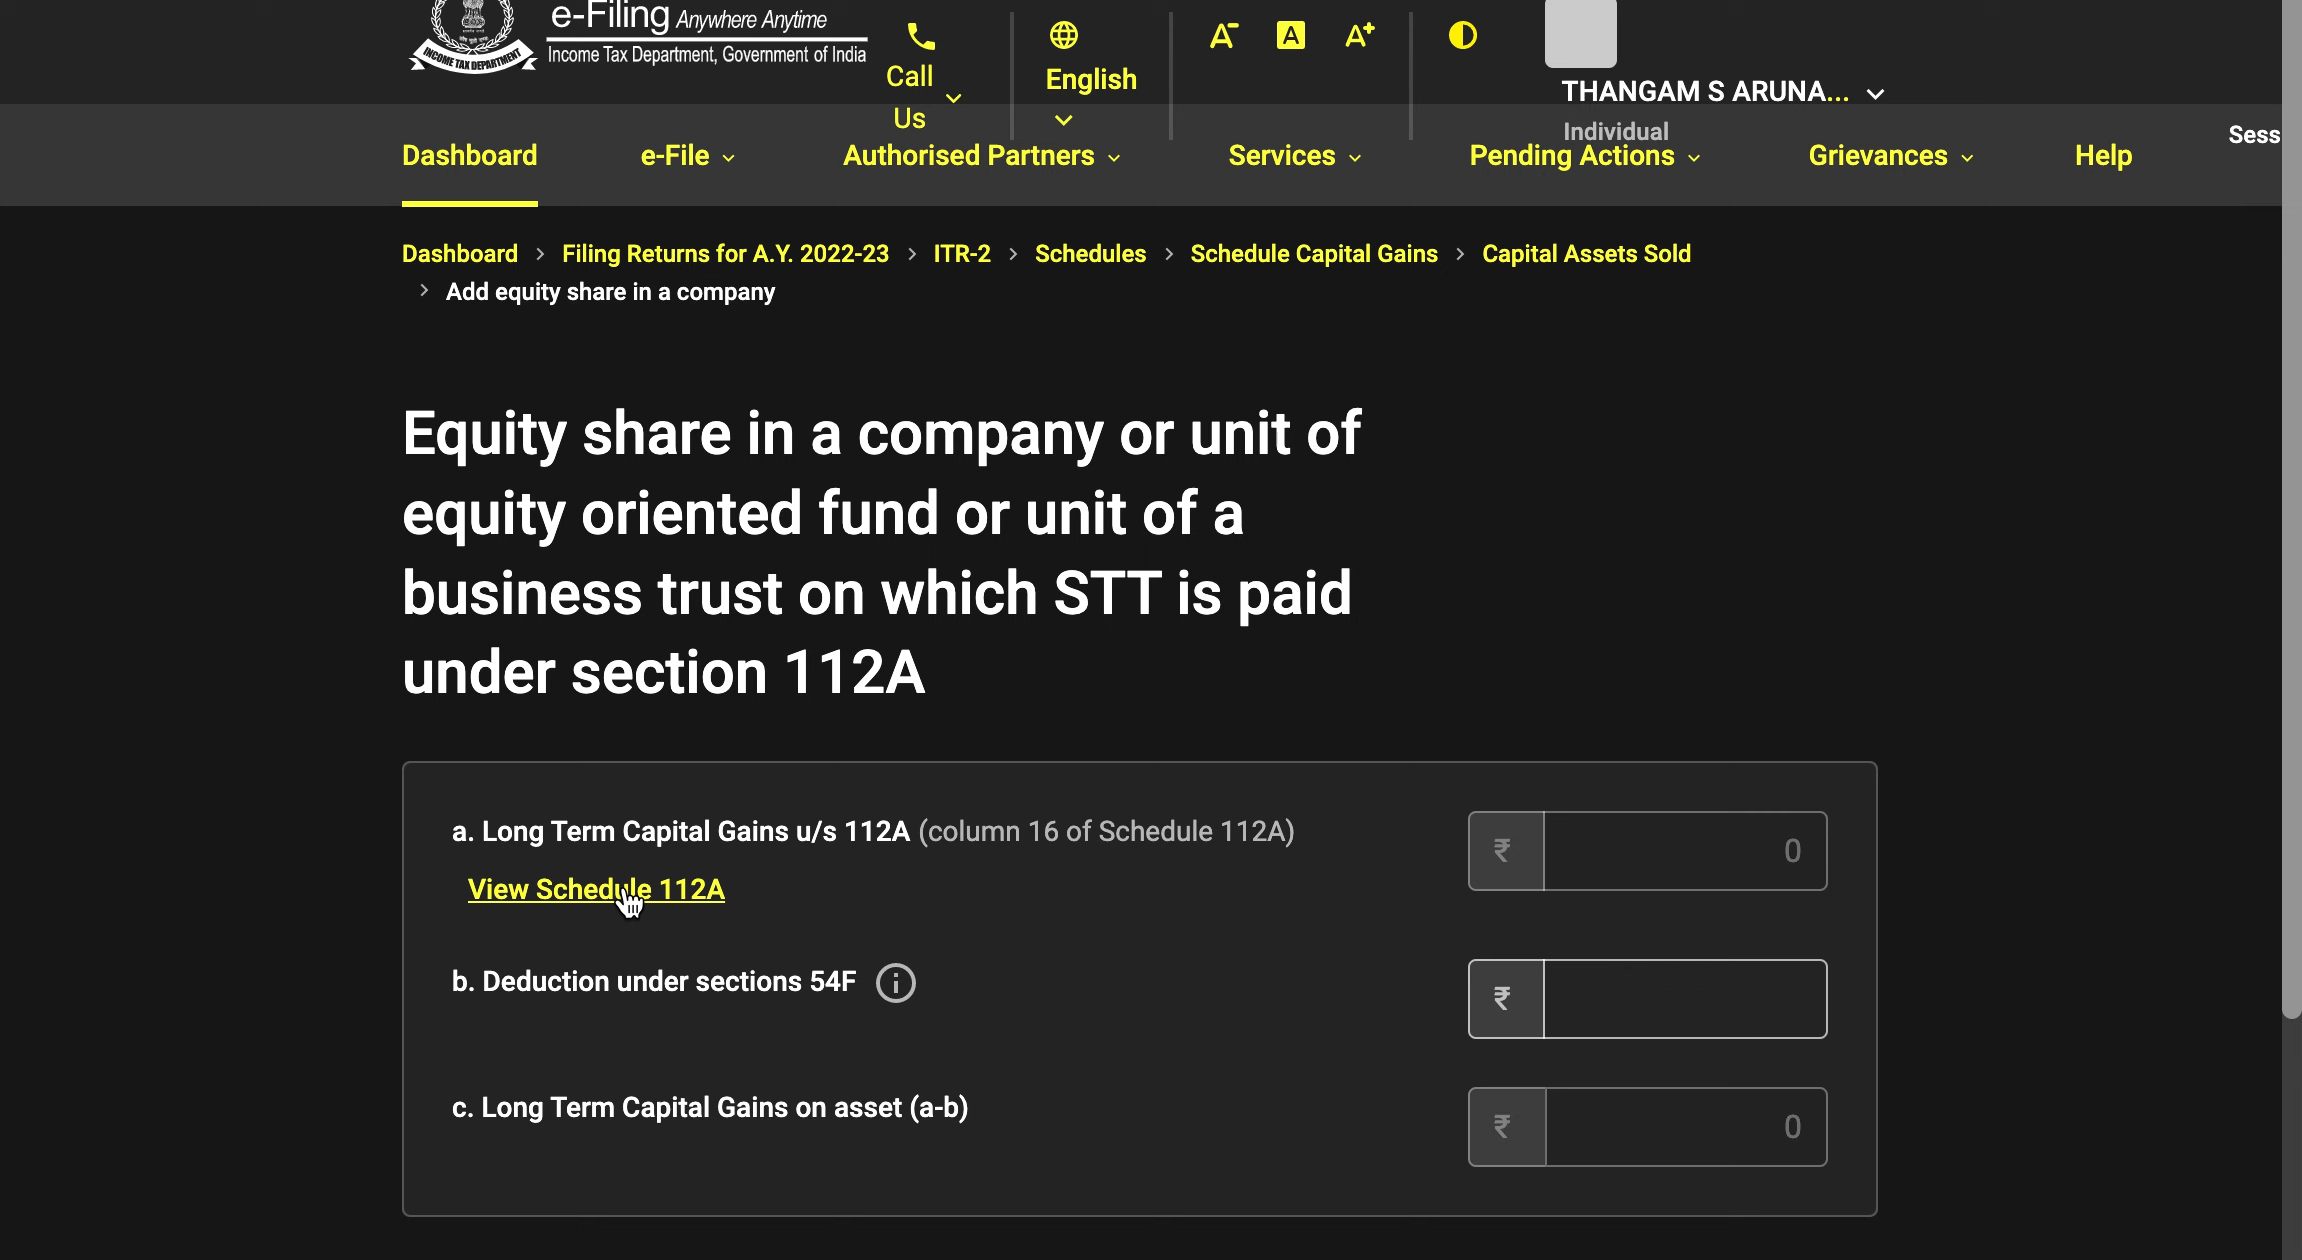 e-Filing Anywhere Anytime
Income Tax Department, Government of India
INCOME TAX DEPARTMENT
Call
Us
English
A-
A
A+
THANGAM S ARUNA...
Individual
Sess
Dashboard
e-File
Authorised Partners
Services
Pending Actions
Grievances
Help
Dashboard > Filing Returns for A.Y. 2022-23 > ITR-2 > Schedules > Schedule Capital Gains > Capital Assets Sold
> Add equity share in a company
Equity share in a company or unit of
equity oriented fund or unit of a
business trust on which STT is paid
under section 112A
a. Long Term Capital Gains u/s 112A (column 16 of Schedule 112A)
₹ 0
View Schedule 112A
b. Deduction under sections 54F
₹
c. Long Term Capital Gains on asset (a-b)
₹ 0